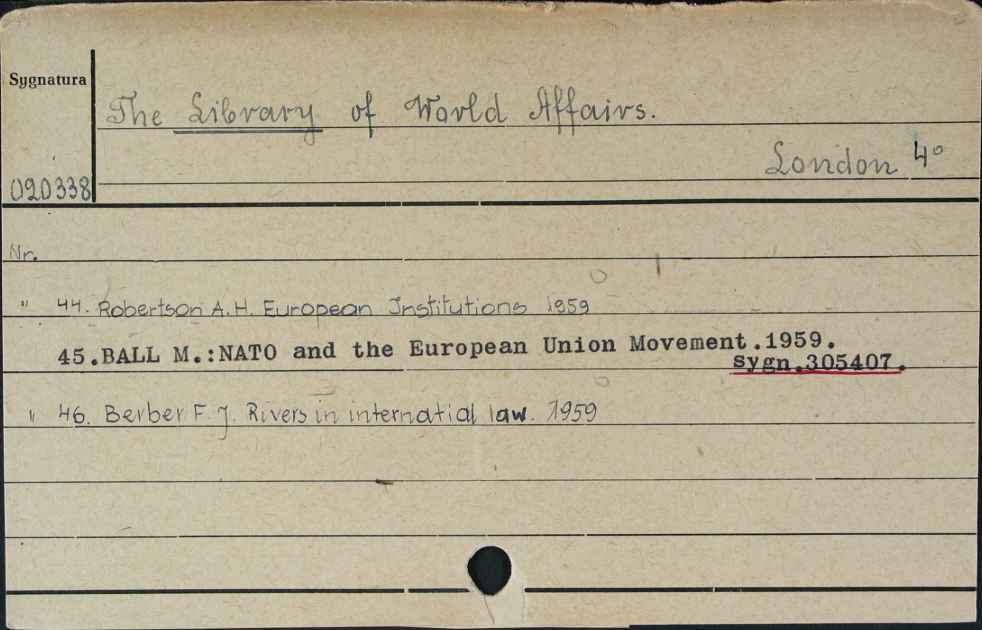 Sygnatura
The Library of World Affairs.
London 4°
020338
Nr.
" 44. Robertson A.H. European Institutions 1959
45.BALL M.:NATO and the European Union Movement.1959.
sygn.305407.
" 46. Berber F. J. Rivers in internatial law. 1959